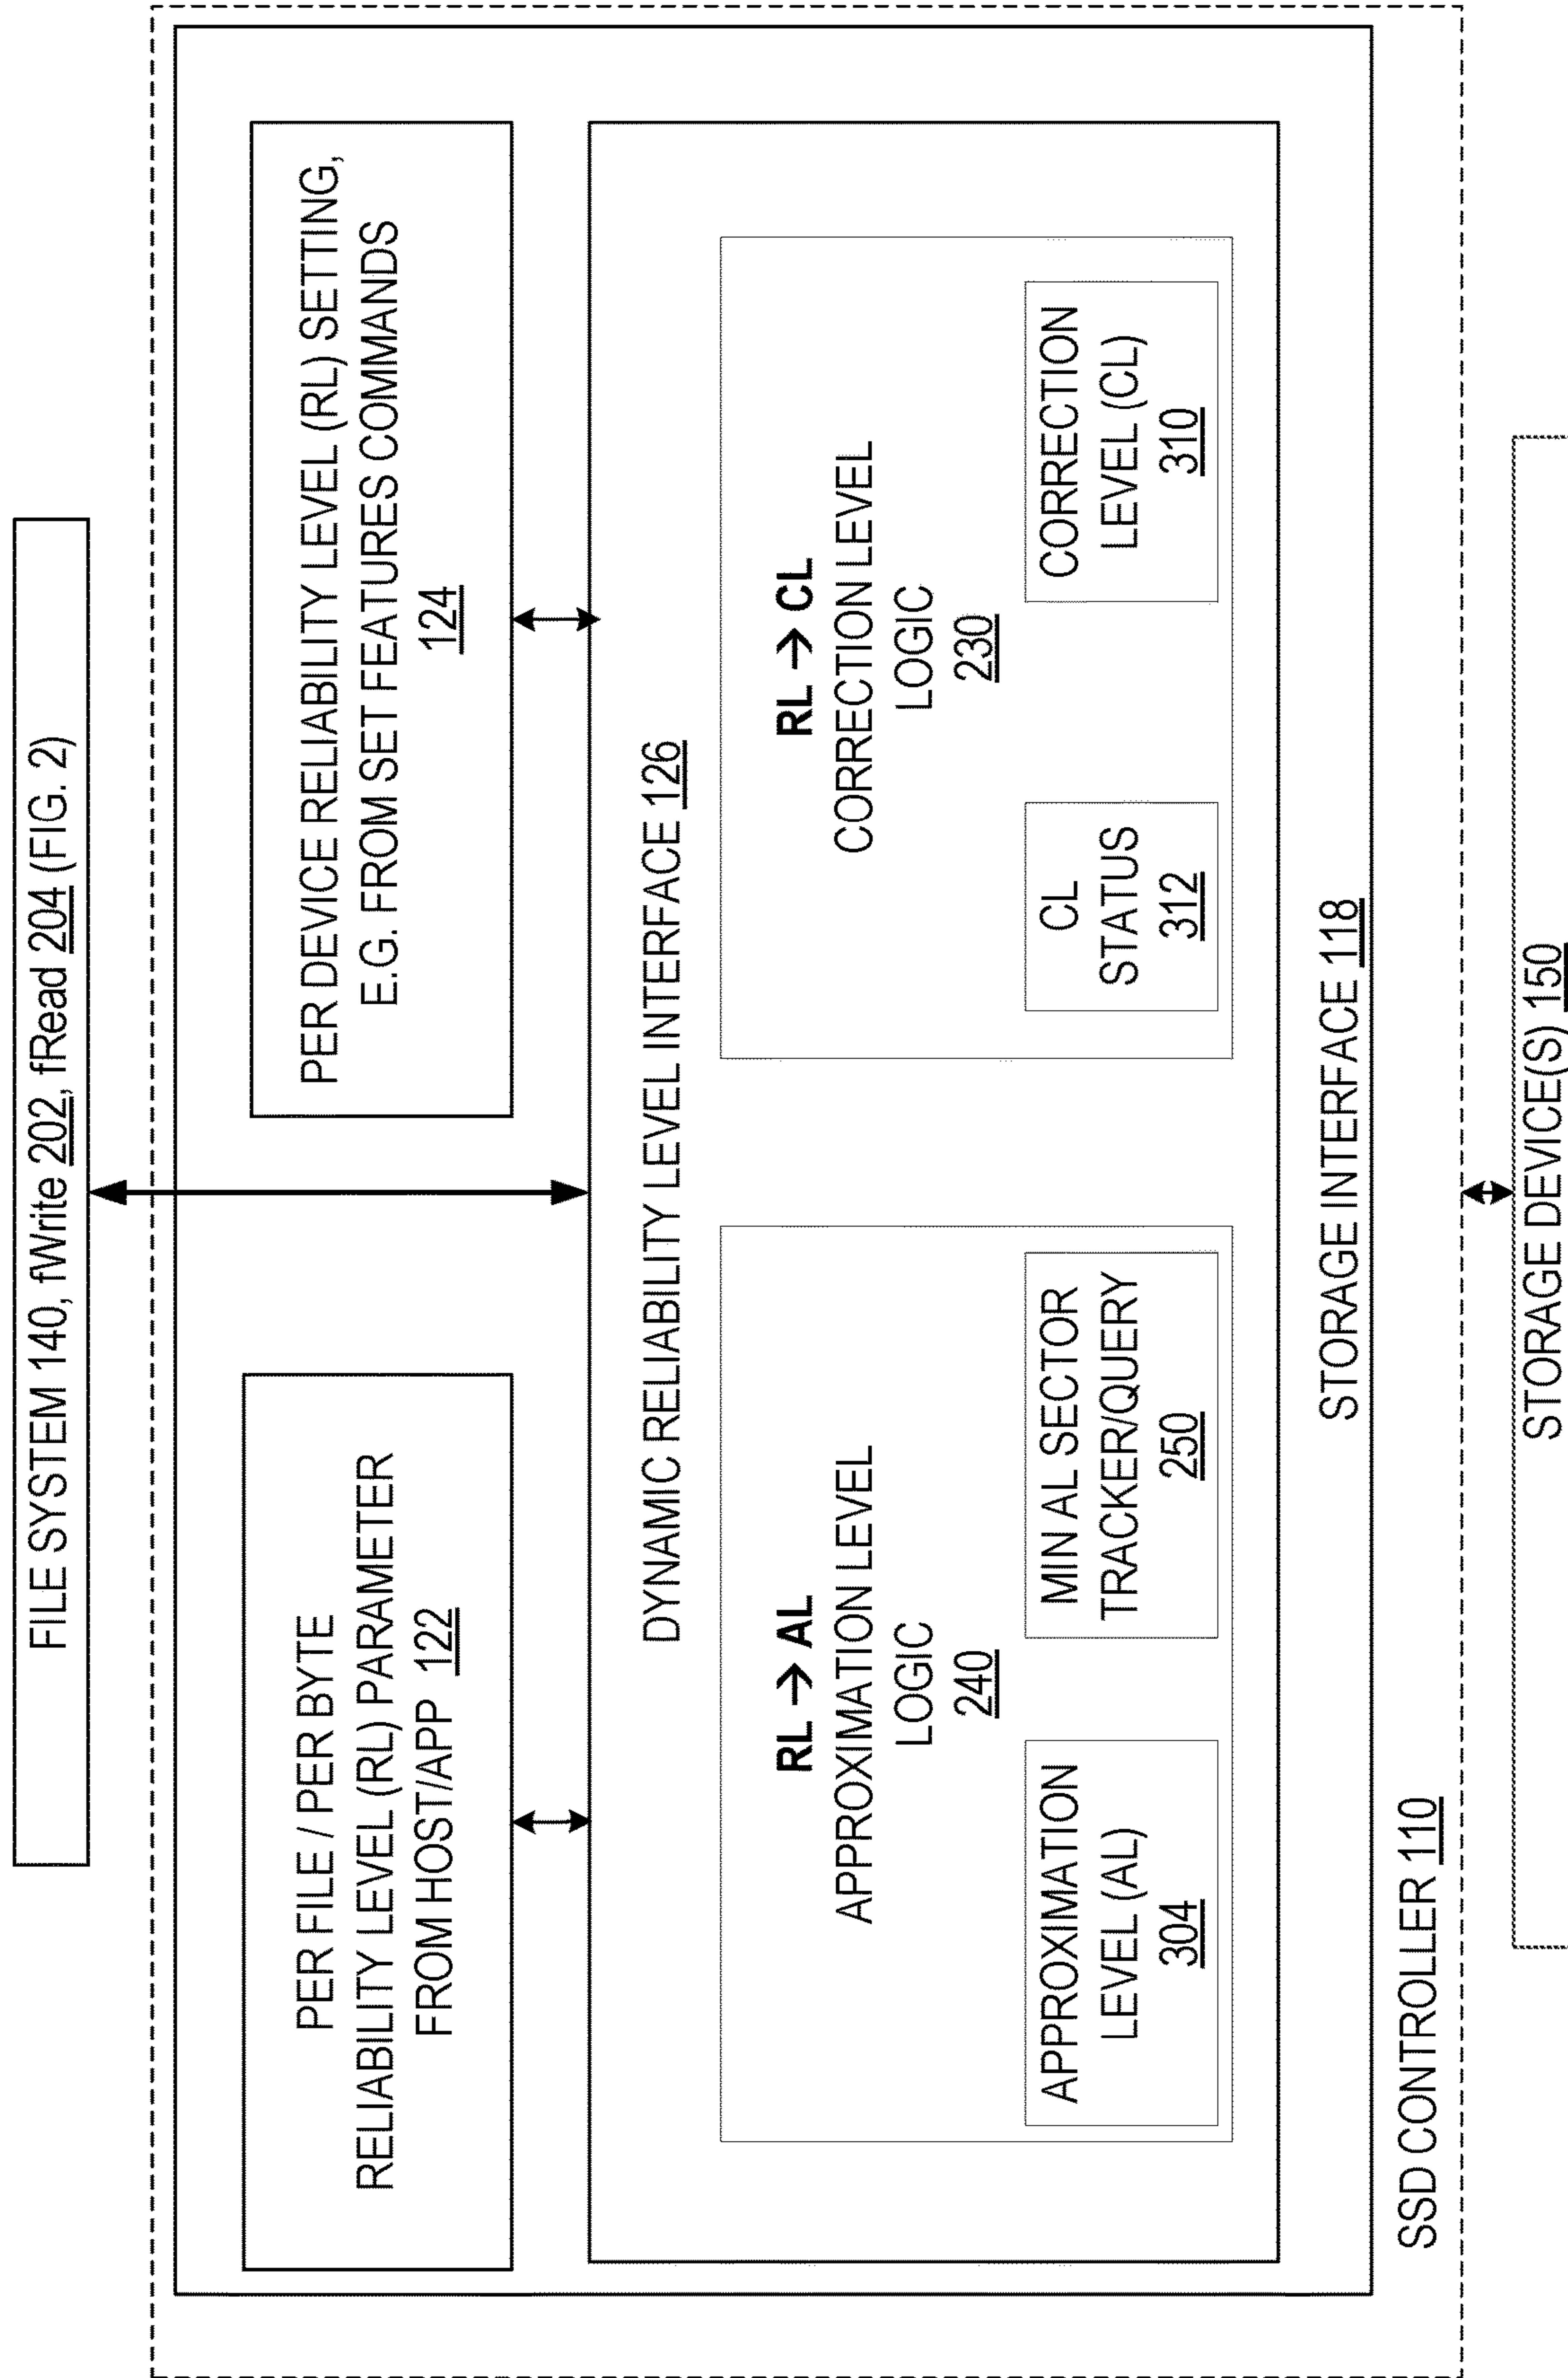 FILE SYSTEM 140, fWrite 202, fRead 204 (FIG. 2)
PER FILE / PER BYTE
RELIABILITY LEVEL (RL) PARAMETER
FROM HOST/APP 122
PER DEVICE RELIABILITY LEVEL (RL) SETTING,
E.G. FROM SET FEATURES COMMANDS
124
DYNAMIC RELIABILITY LEVEL INTERFACE 126
RL → AL
APPROXIMATION LEVEL
LOGIC
240
APPROXIMATION
LEVEL (AL)
304
MIN AL SECTOR
TRACKER/QUERY
250
RL → CL
CORRECTION LEVEL
LOGIC
230
CL
STATUS
312
CORRECTION
LEVEL (CL)
310
STORAGE INTERFACE 118
SSD CONTROLLER 110
STORAGE DEVICE(S) 150